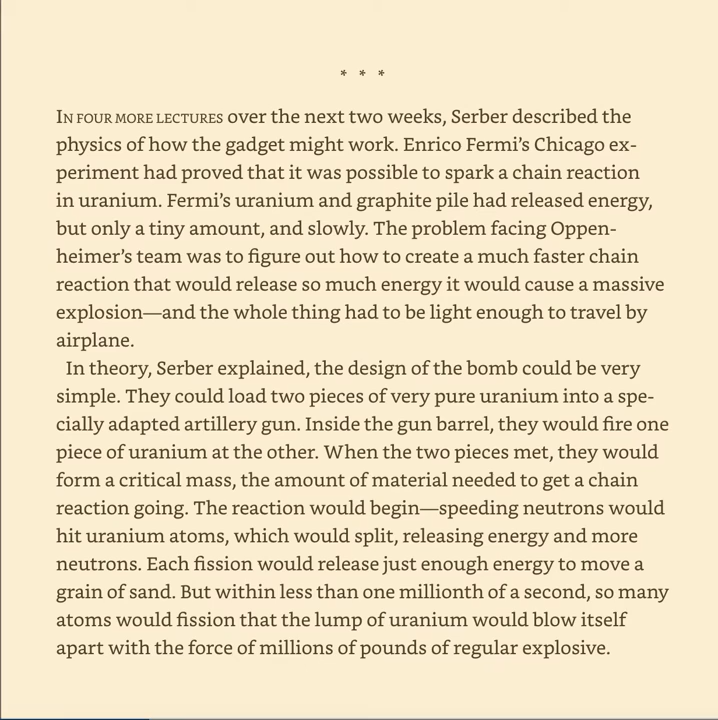 * * *
In four more lectures over the next two weeks, Serber described the
physics of how the gadget might work. Enrico Fermi’s Chicago ex-
periment had proved that it was possible to spark a chain reaction
in uranium. Fermi’s uranium and graphite pile had released energy,
but only a tiny amount, and slowly. The problem facing Oppen-
heimer’s team was to figure out how to create a much faster chain
reaction that would release so much energy it would cause a massive
explosion—and the whole thing had to be light enough to travel by
airplane.
In theory, Serber explained, the design of the bomb could be very
simple. They could load two pieces of very pure uranium into a spe-
cially adapted artillery gun. Inside the gun barrel, they would fire one
piece of uranium at the other. When the two pieces met, they would
form a critical mass, the amount of material needed to get a chain
reaction going. The reaction would begin—speeding neutrons would
hit uranium atoms, which would split, releasing energy and more
neutrons. Each fission would release just enough energy to move a
grain of sand. But within less than one millionth of a second, so many
atoms would fission that the lump of uranium would blow itself
apart with the force of millions of pounds of regular explosive.